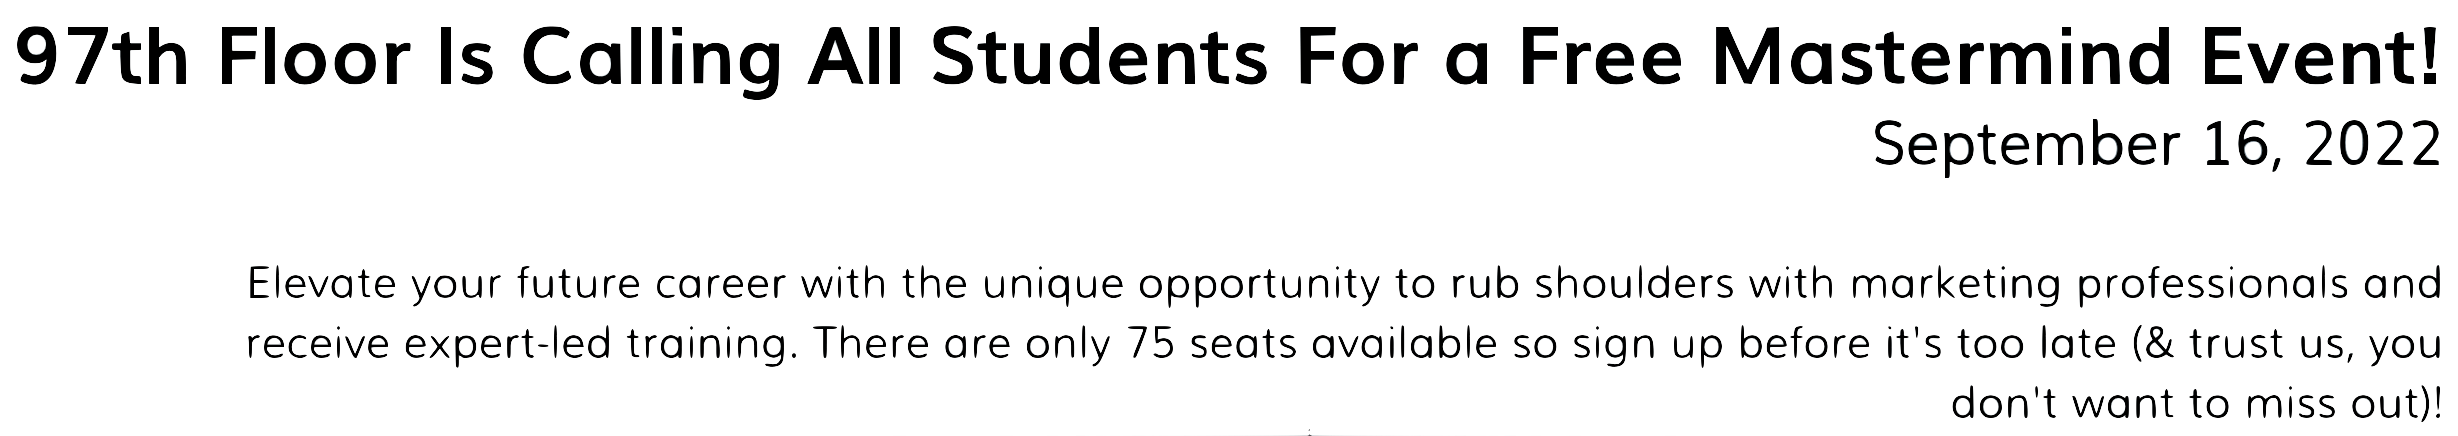 97th Floor Is Calling All Students For a Free Mastermind Event!
September 16, 2022
Elevate your future career with the unique opportunity to rub shoulders with marketing professionals and
receive expert-led training. There are only 75 seats available so sign up before it's too late (& trust us, you
don't want to miss out)!